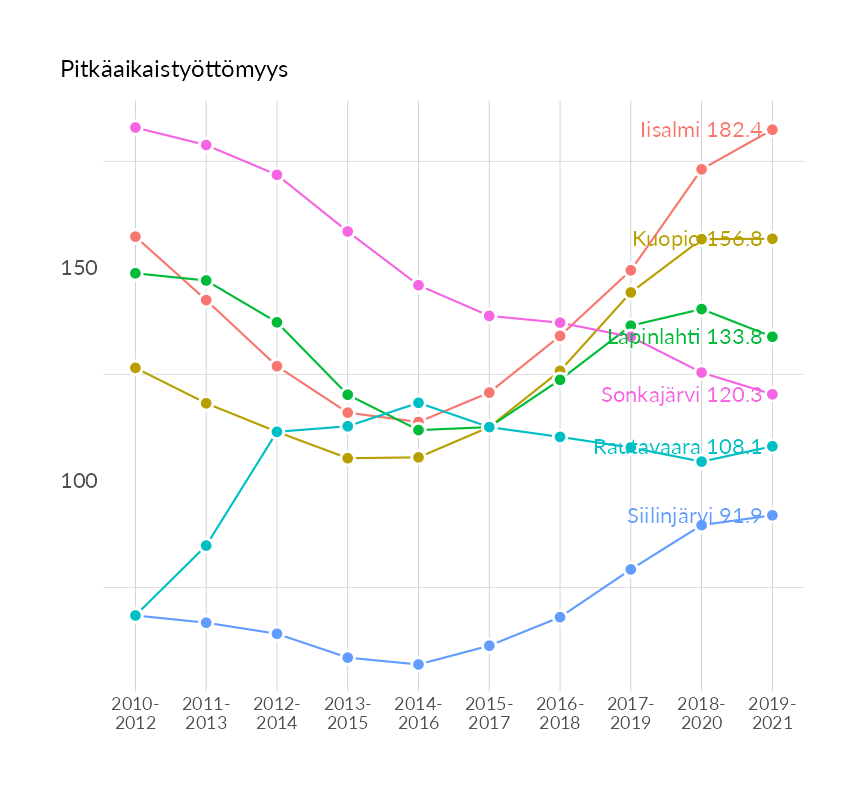 Pitkäaikaistyöttömyys
Iisalmi 182.4
Kuopio 156.8
150
Lapinlahti 133.8
Sonkajärvi 120.3
Rautavaara 108.1
100
Siilinjärvi 91.9
2010- 2011- 2012- 2013- 2014- 2015- 2016- 2017- 2018- 2019-
2012 2013 2014 2015 2016 2017 2018 2019 2020 2021